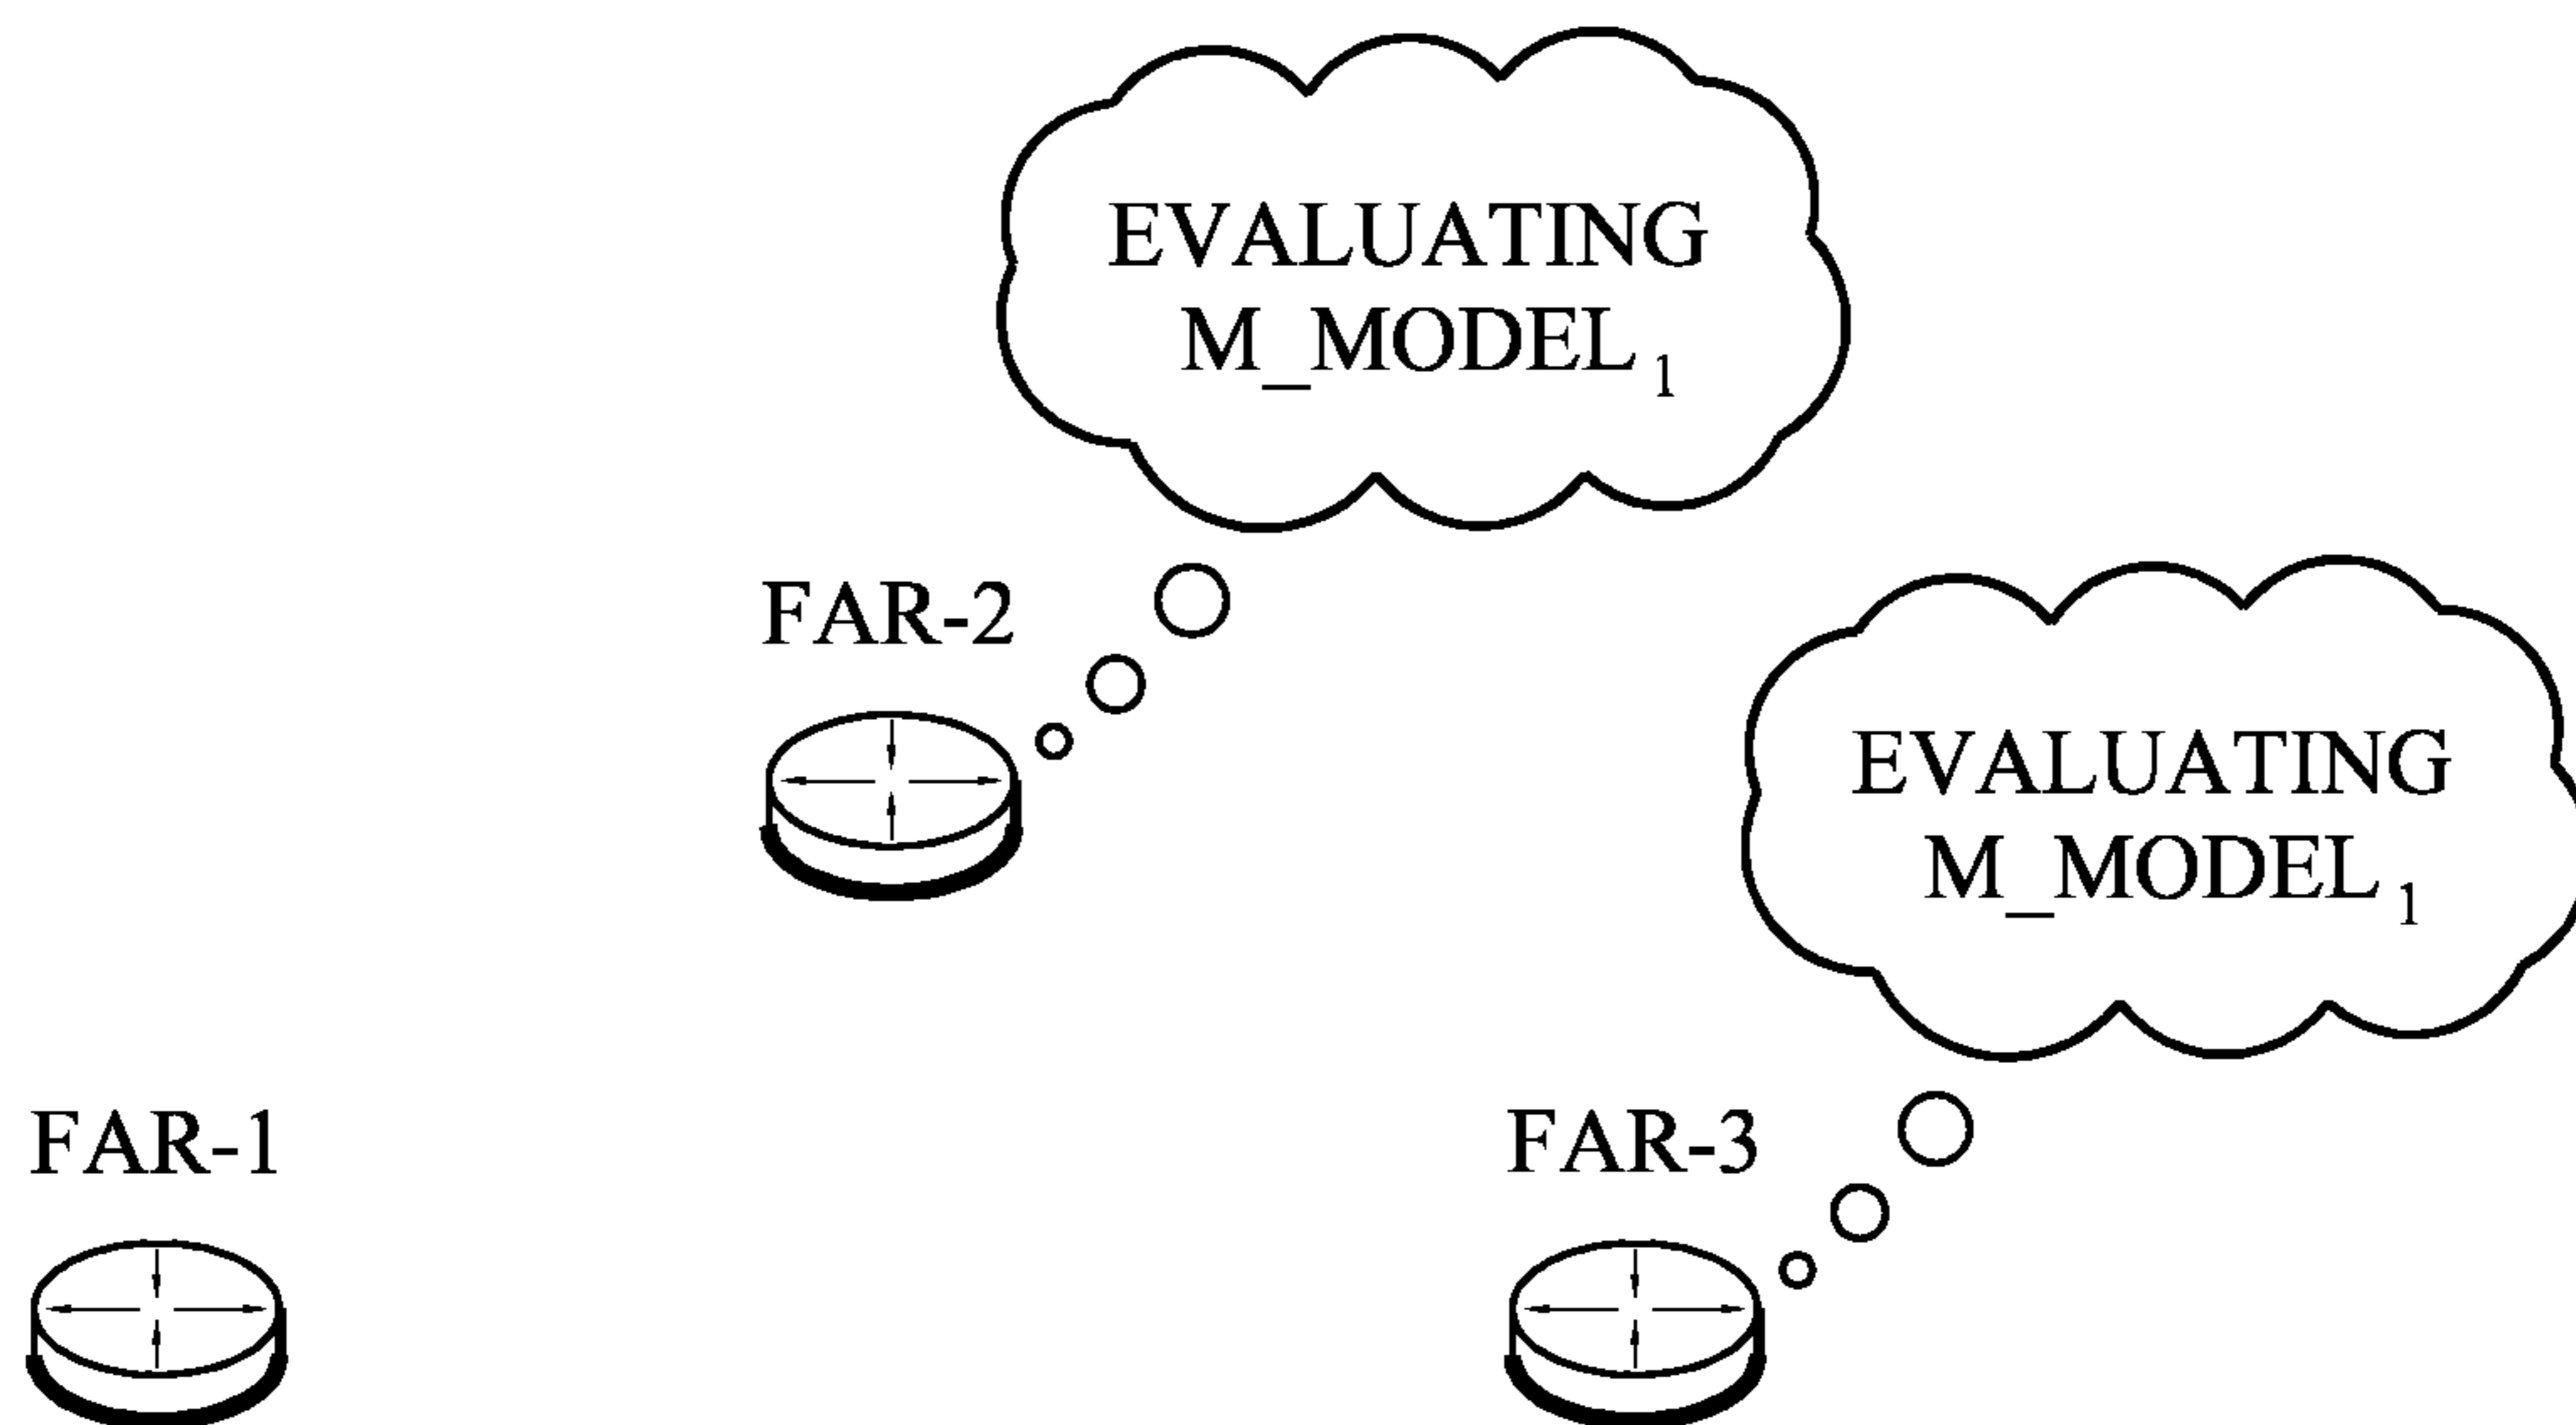 EVALUATING
M_MODEL₁
FAR-2
EVALUATING
M_MODEL₁
FAR-1
FAR-3